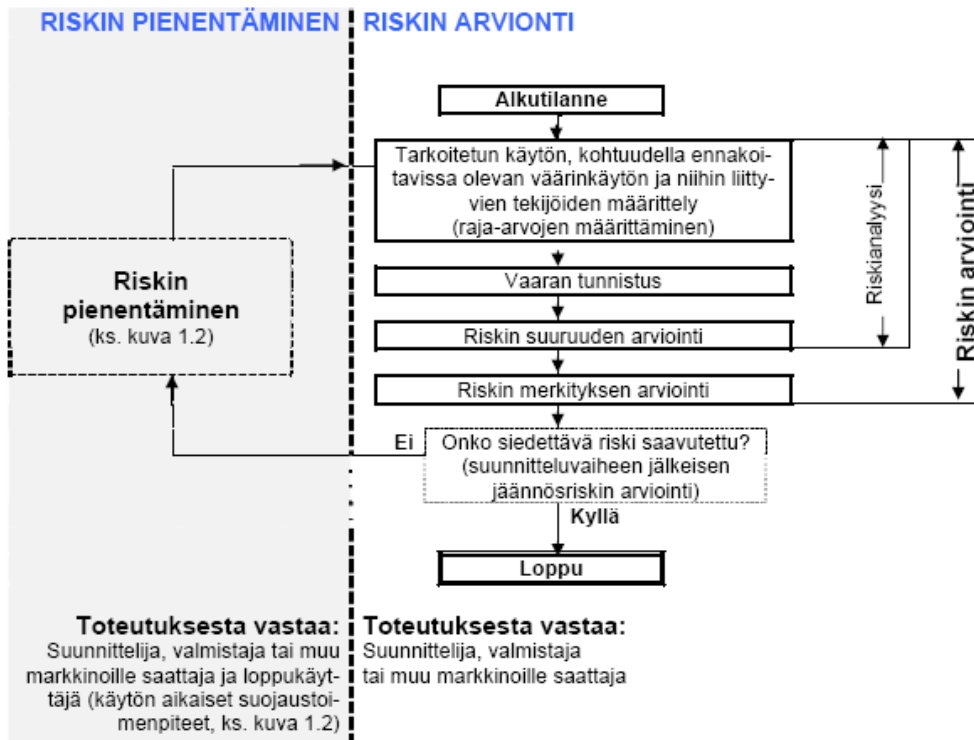 RISKIN PIENENTÄMINEN
RISKIN ARVIONTI
Alkutilanne
Tarkoitetun käytön, kohtuudella ennakoi-
tavissa olevan väärinkäytön ja niihin liitty-
vien tekijöiden määrittely
(raja-arvojen määrittäminen)
Vaaran tunnistus
Riskin suuruuden arviointi
Riskin merkityksen arviointi
Riskianalyysi
Riskin arviointi
Riskin
pienentäminen
(ks. kuva 1.2)
Ei
Onko siedettävä riski saavutettu?
(suunnitteluvaiheen jälkeisen
jäännösriskin arviointi)
Kyllä
Loppu
Toteutuksesta vastaa:
Suunnittelija, valmistaja tai muu
markkinoille saattaja ja loppukäyt-
täjä (käytön aikaiset suojaustoi-
menpiteet, ks. kuva 1.2)
Toteutuksesta vastaa:
Suunnittelija, valmistaja
tai muu markkinoille saattaja